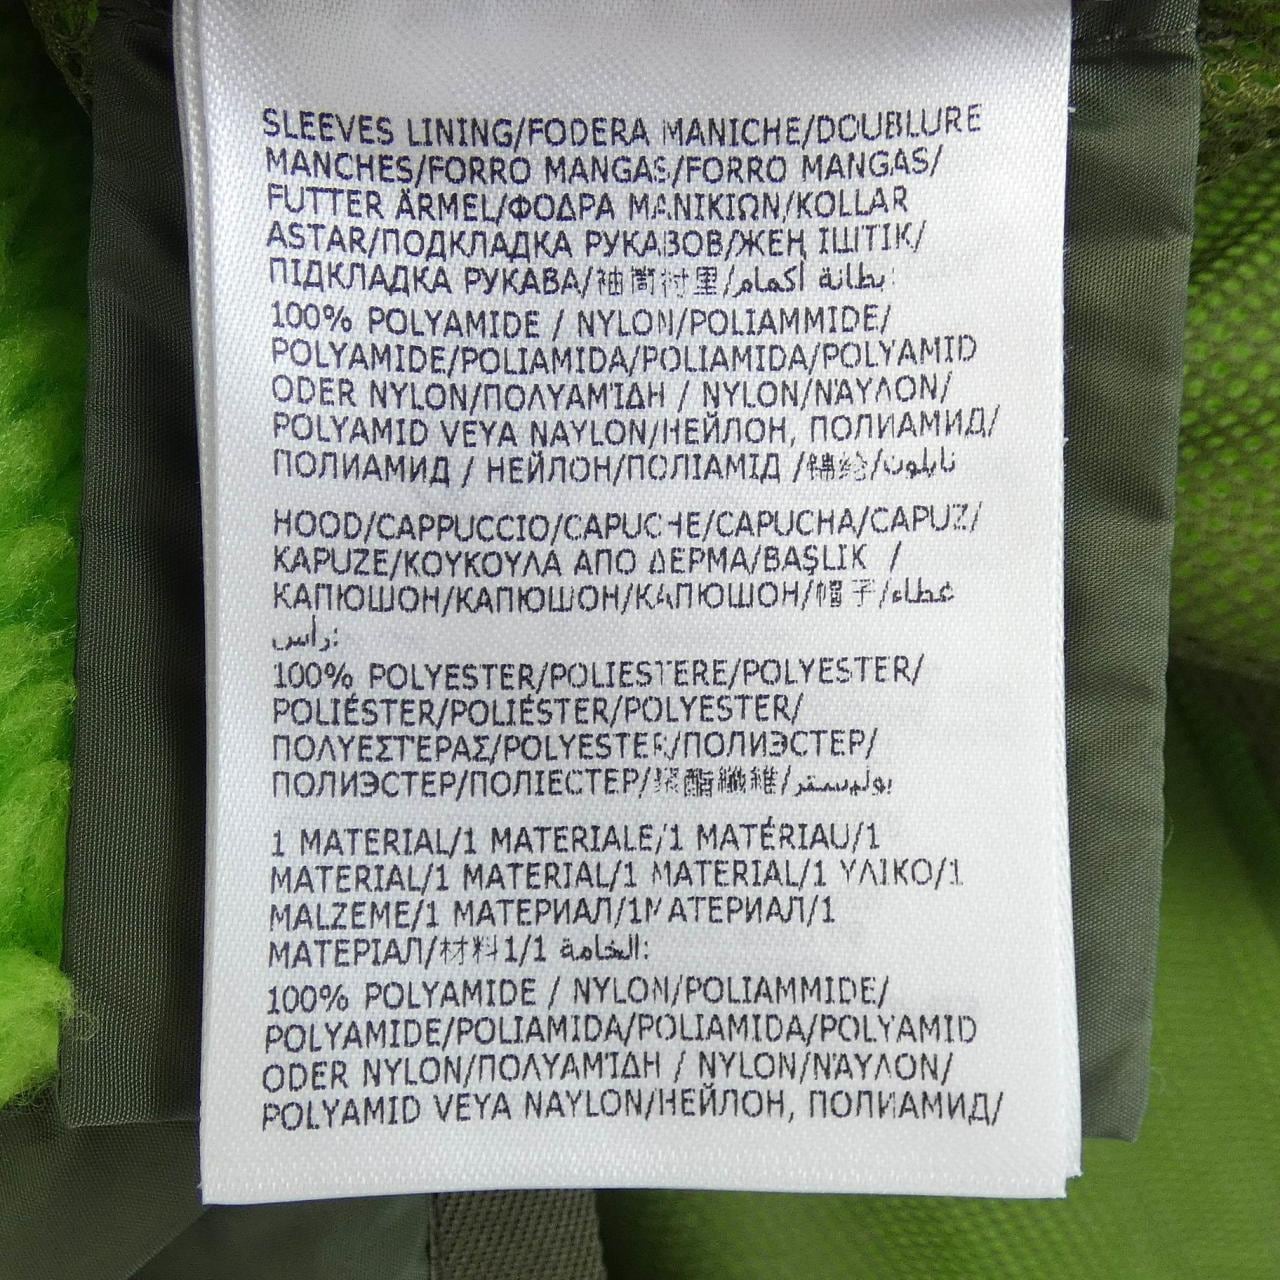 SLEEVES LINING/FODERA MANICHE/DOUBLURE
MANCHES/FORRO MANGAS/FORRO MANGAS/
FUTTER ÄRMEL/ΦΟΔΡΑ ΜΑΝΙΚΙΩΝ/KOLLAR
ASTAR/ПОДКЛАДКА РУКАВОВ/ЖЕҢ ІШТІК/
ПІДКЛАДКА РУКАВА/袖筒衬里/بطانة أكمام:
100% POLYAMIDE / NYLON/POLIAMMIDE/
POLYAMIDE/POLIAMIDA/POLIAMIDA/POLYAMID
ODER NYLON/ΠΟΛΥΑΜΊΔΗ / NYLON/ΝΆΥΛΟΝ/
POLYAMID VEYA NAYLON/НЕЙЛОН, ПОЛИАМИД/
ПОЛИАМИД / НЕЙЛОН/ПОЛІАМІД /锦纶/نايلون
HOOD/CAPPUCCIO/CAPUCHE/CAPUCHA/CAPUZ/
KAPUZE/ΚΟΥΚΟΥΛΑ ΑΠΟ ΔΕΡΜΑ/BAŞLIK /
КАПЮШОН/КАПЮШОН/КАПЮШОН/帽子/غطاء
رأس:
100% POLYESTER/POLIESTERE/POLYESTER/
POLIÉSTER/POLIÉSTER/POLYESTER/
ΠΟΛΥΕΣΤΈΡΑΣ/POLYESTER/ПОЛИЭСТЕР/
ПОЛИЭСТЕР/ПОЛІЕСТЕР/聚酯纖維/بوليستر
1 MATERIAL/1 MATERIALE/1 MATÉRIAU/1
MATERIAL/1 MATERIAL/1 MATERIAL/1 ΥΛΙΚΟ/1
MALZEME/1 МАТЕРИАЛ/1МАТЕРИАЛ/1
МАТЕРІАЛ/材料1/1 الخامة:
100% POLYAMIDE / NYLON/POLIAMMIDE/
POLYAMIDE/POLIAMIDA/POLIAMIDA/POLYAMID
ODER NYLON/ΠΟΛΥΑΜΊΔΗ / NYLON/ΝΆΥΛΟΝ/
POLYAMID VEYA NAYLON/НЕЙЛОН, ПОЛИАМИД/